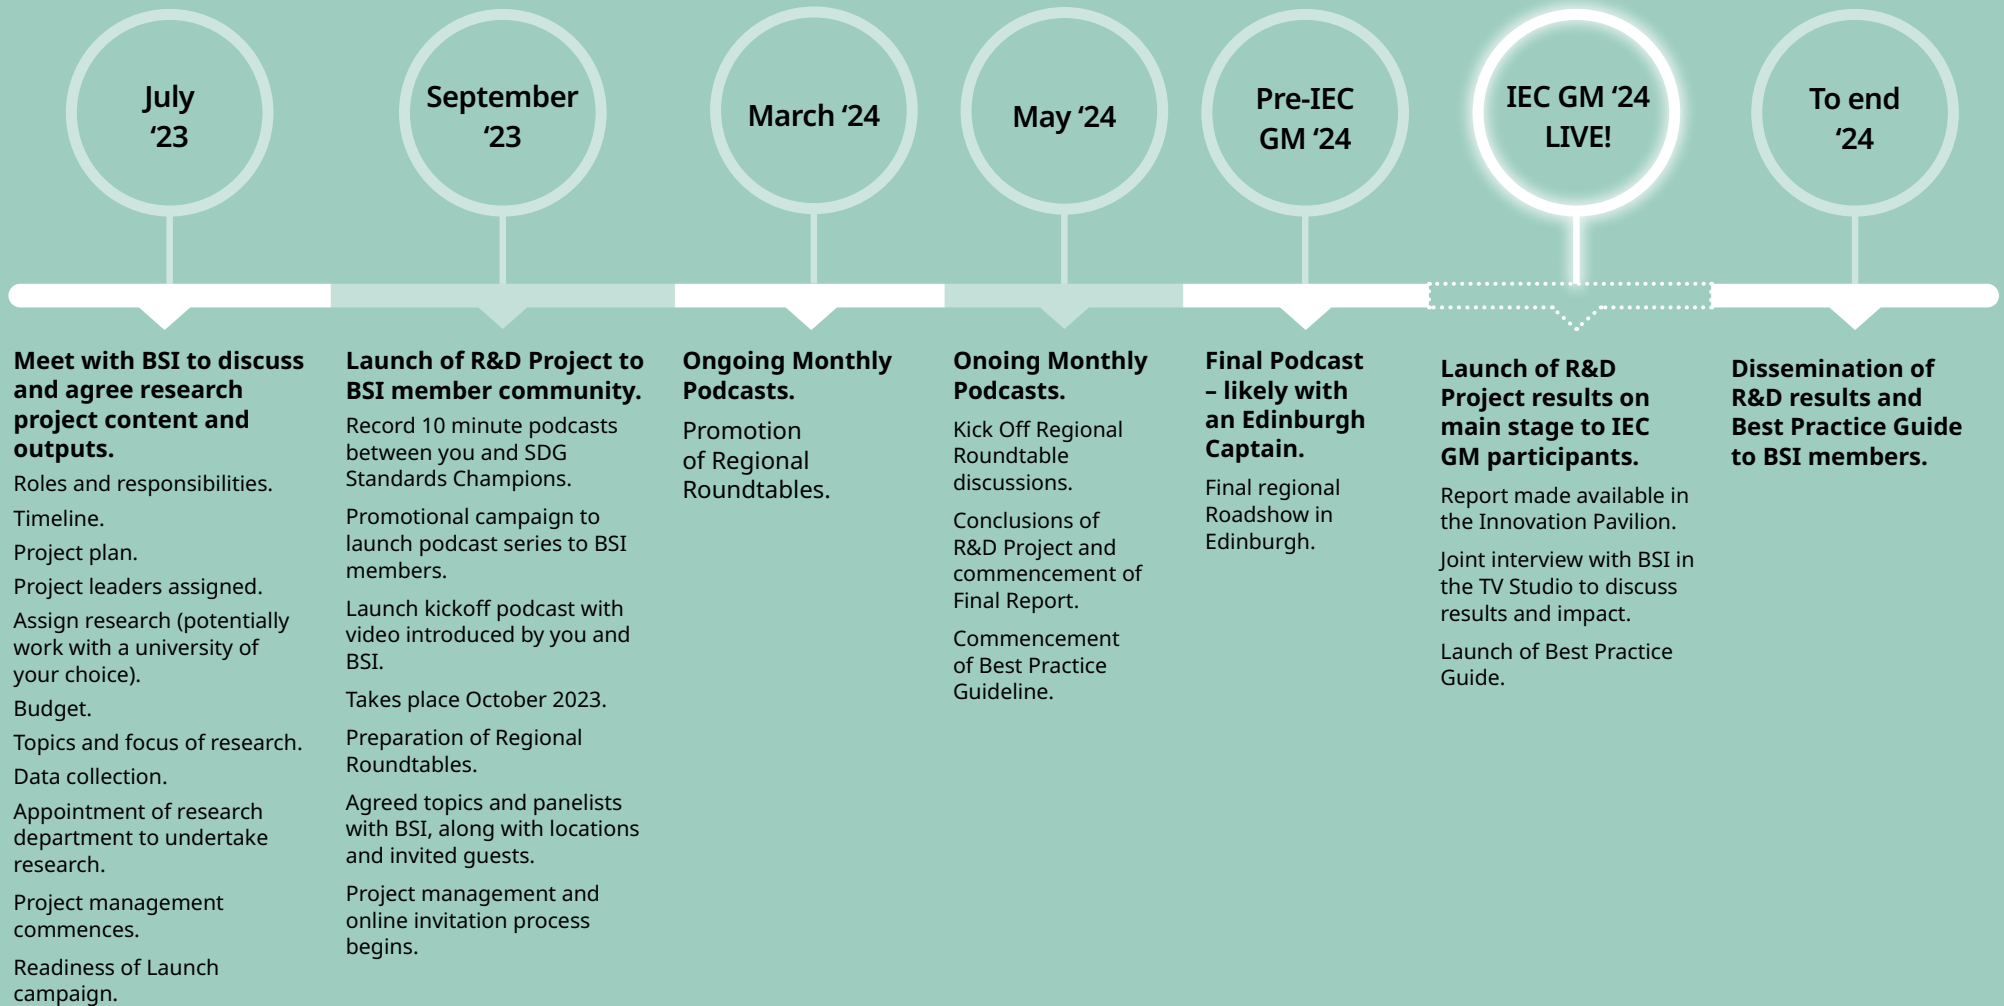 July
‘23
Meet with BSI to discuss
and agree research
project content and
outputs.
Roles and responsibilities.
Timeline.
Project plan.
Project leaders assigned.
Assign research (potentially
work with a university of
your choice).
Budget.
Topics and focus of research.
Data collection.
Appointment of research
department to undertake
research.
Project management
commences.
Readiness of Launch
campaign.
September
‘23
Launch of R&D Project to
BSI member community.
Record 10 minute podcasts
between you and SDG
Standards Champions.
Promotional campaign to
launch podcast series to BSI
members.
Launch kickoff podcast with
video introduced by you and
BSI.
Takes place October 2023.
Preparation of Regional
Roundtables.
Agreed topics and panelists
with BSI, along with locations
and invited guests.
Project management and
online invitation process
begins.
March ‘24
Ongoing Monthly
Podcasts.
Promotion
of Regional
Roundtables.
May ‘24
Onoing Monthly
Podcasts.
Kick Off Regional
Roundtable
discussions.
Conclusions of
R&D Project and
commencement of
Final Report.
Commencement
of Best Practice
Guideline.
Pre-IEC
GM ‘24
Final Podcast
– likely with
an Edinburgh
Captain.
Final regional
Roadshow in
Edinburgh.
IEC GM ‘24
LIVE!
Launch of R&D
Project results on
main stage to IEC
GM participants.
Report made available in
the Innovation Pavilion.
Joint interview with BSI in
the TV Studio to discuss
results and impact.
Launch of Best Practice
Guide.
To end
‘24
Dissemination of
R&D results and
Best Practice Guide
to BSI members.